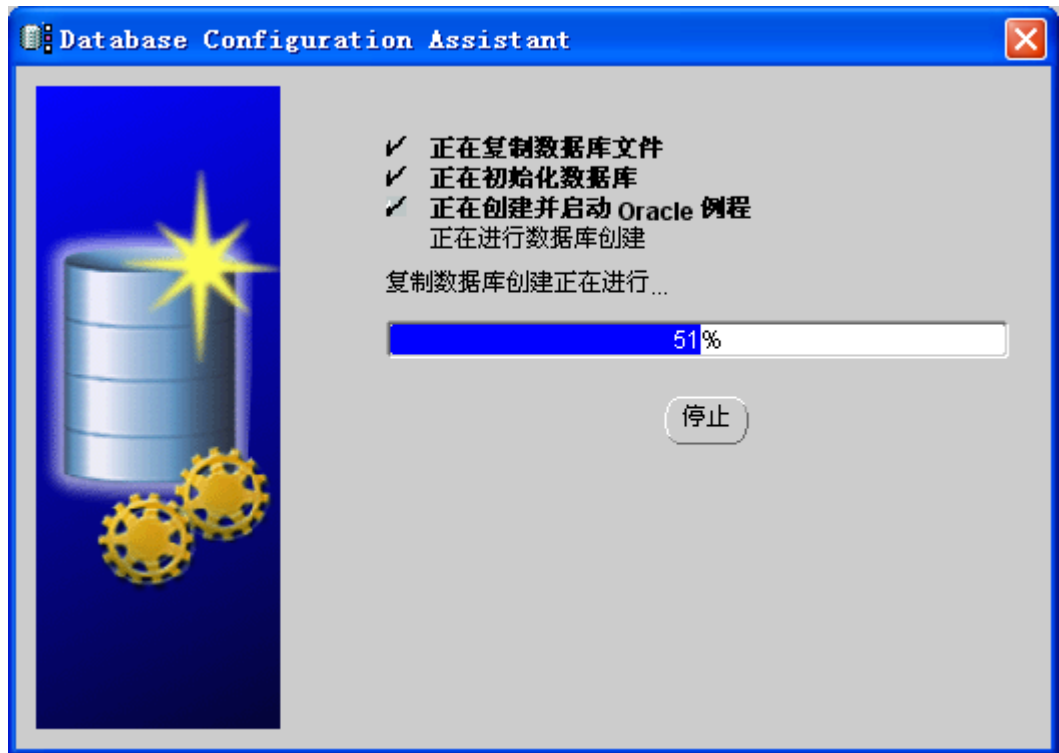 Database Configuration Assistant
✓ 正在复制数据库文件
✓ 正在初始化数据库
✓ 正在创建并启动 Oracle 例程
正在进行数据库创建
复制数据库创建正在进行...
51%
停止